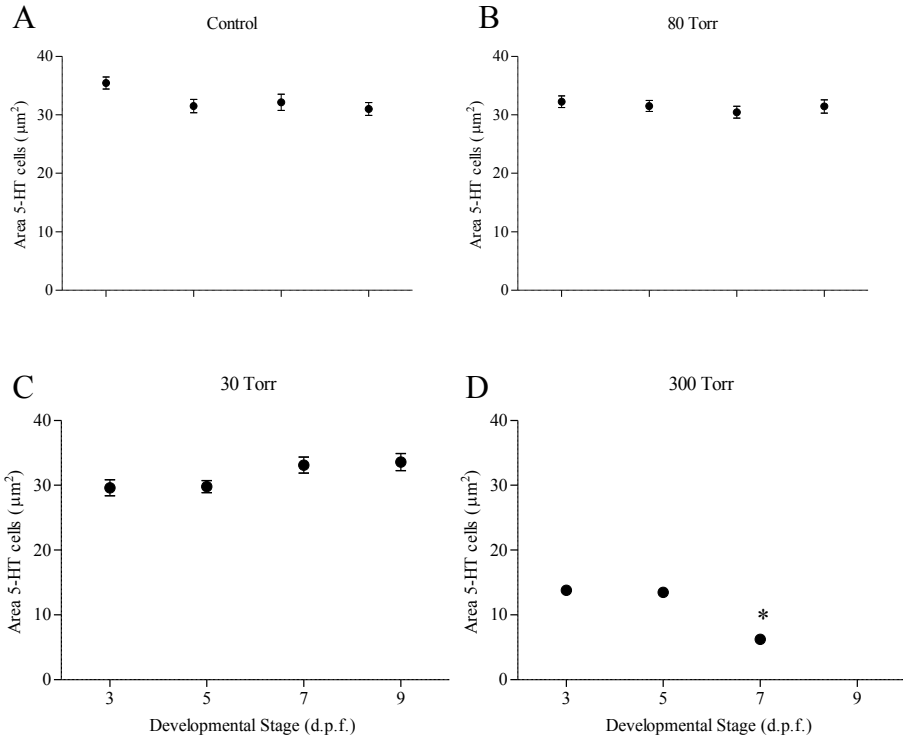 A
Control
40
30
20
10
0
Area 5-HT cells (μm²)
B
80 Torr
40
30
20
10
0
Area 5-HT cells (μm²)
C
30 Torr
40
30
20
10
0
Area 5-HT cells (μm²)
3 5 7 9
Developmental Stage (d.p.f.)
D
300 Torr
40
30
20
10
0
Area 5-HT cells (μm²)
*
3 5 7 9
Developmental Stage (d.p.f.)